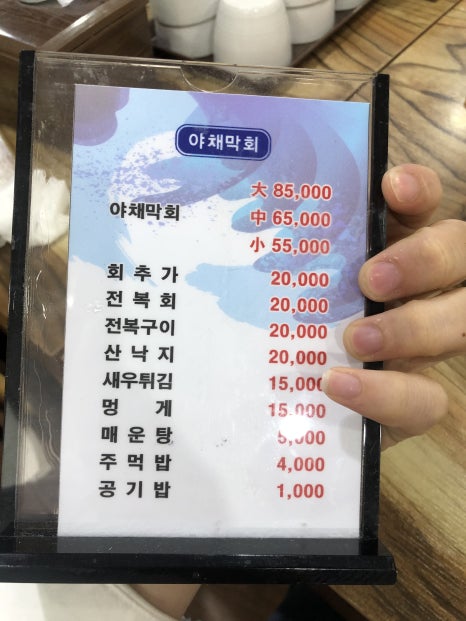 야채막회
大 85,000
야채막회 中 65,000
小 55,000
회 추 가 20,000
전 복 회 20,000
전복구이 20,000
산 낙 지 20,000
새우튀김 15,000
멍 게 15,000
매 운 탕 5,000
주 먹 밥 4,000
공 기 밥 1,000